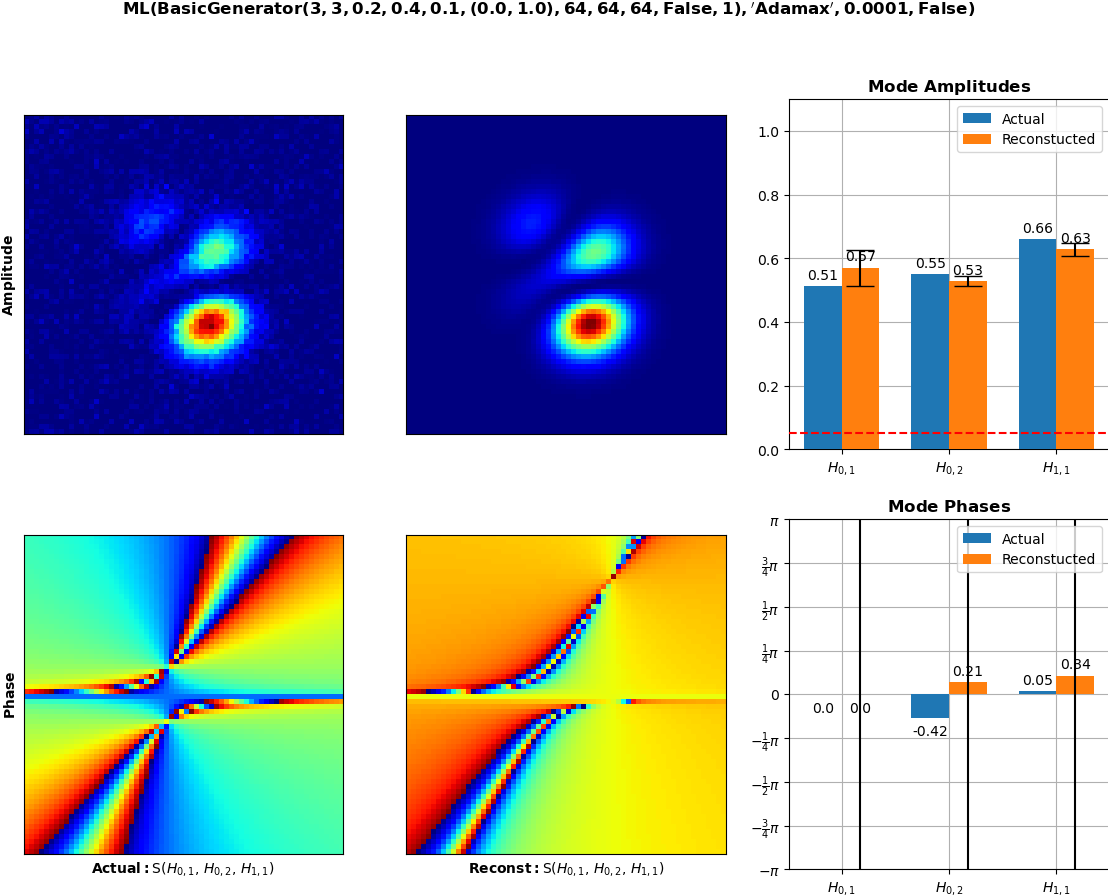 ML(BasicGenerator(3, 3, 0.2, 0.4, 0.1, (0.0, 1.0), 64, 64, 64, False, 1), 'Adamax', 0.0001, False)
Amplitude
Mode Amplitudes
Actual
Reconstucted
1.0
0.8
0.6
0.4
0.2
0.0
0.51
0.57
0.55
0.53
0.66
0.63
H0,1
H0,2
H1,1
Phase
Actual: S(H0,1, H0,2, H1,1)
Reconst: S(H0,1, H0,2, H1,1)
Mode Phases
Actual
Reconstucted
π
3/4π
1/2π
1/4π
0
−1/4π
−1/2π
−3/4π
−π
0.0
0.0
-0.42
0.21
0.05
0.34
H0,1
H0,2
H1,1